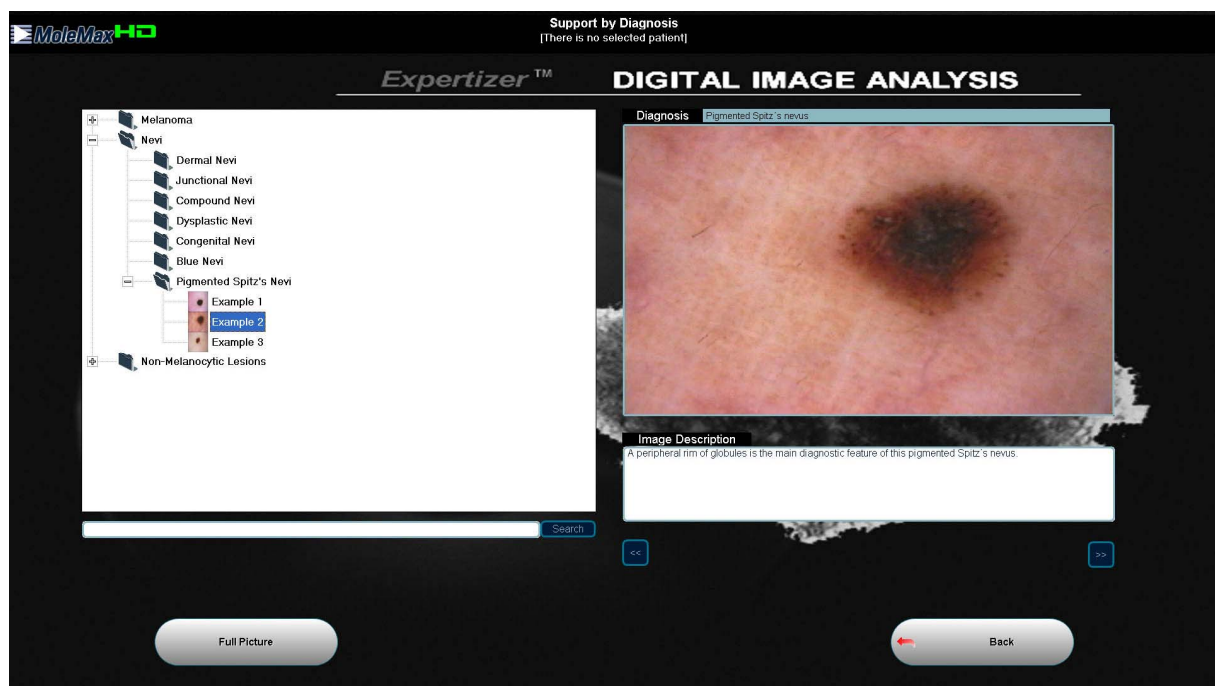 MoleMaxHD
Support by Diagnosis
[There is no selected patient]
Expertizer™ DIGITAL IMAGE ANALYSIS
Melanoma
Nevi
Dermal Nevi
Junctional Nevi
Compound Nevi
Dysplastic Nevi
Congenital Nevi
Blue Nevi
Pigmented Spitz's Nevi
Example 1
Example 2
Example 3
Non-Melanocytic Lesions
Search
Diagnosis Pigmented Spitz´s nevus
Image Description
A peripheral rim of globules is the main diagnostic feature of this pigmented Spitz´s nevus.
<< >>
Full Picture
Back